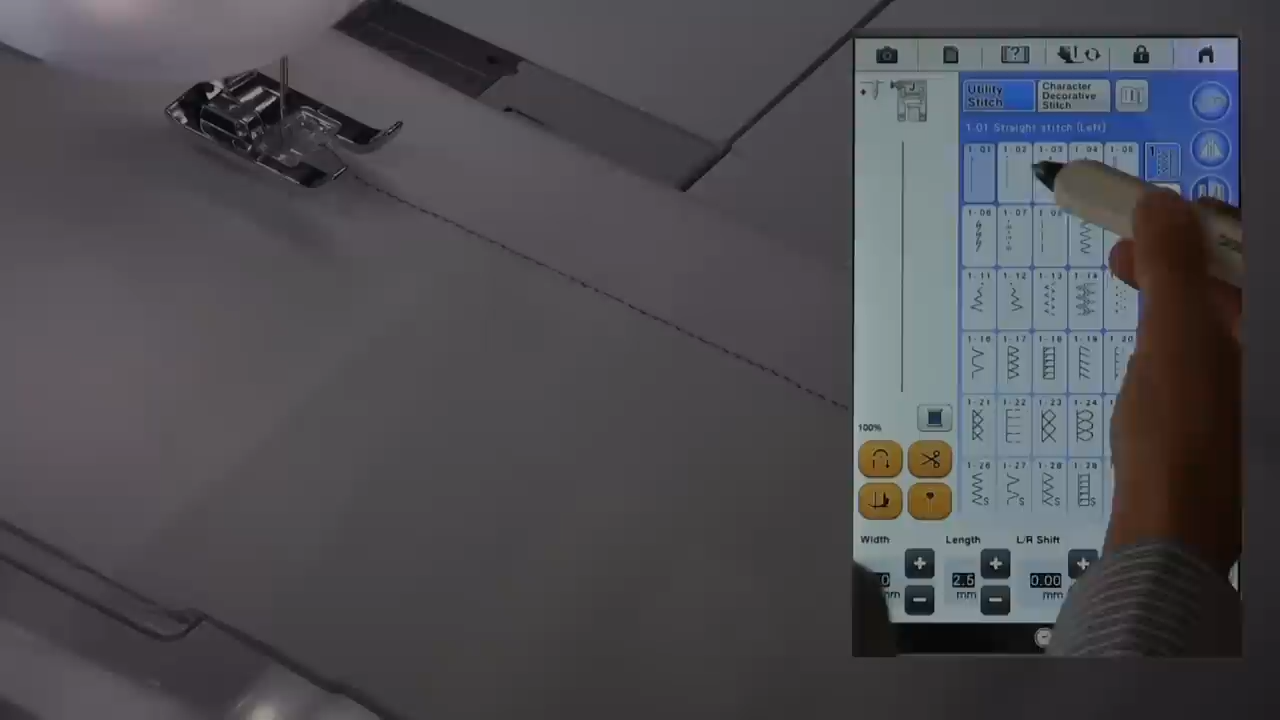 Utility
Stitch
Character
Decorative
Stitch
1-01 Straight stitch (Left)
1-01 1-02 1-03 1-04 1-05
1-06 1-07
1-11 1-12 1-13 1-14
1-16 1-17 1-18 1-19 1-20
1-21 1-22 1-23 1-24
100%
1-26 1-27 1-28 1-29
S S S S
Width Length L/R Shift
2.5 0.00
mm mm